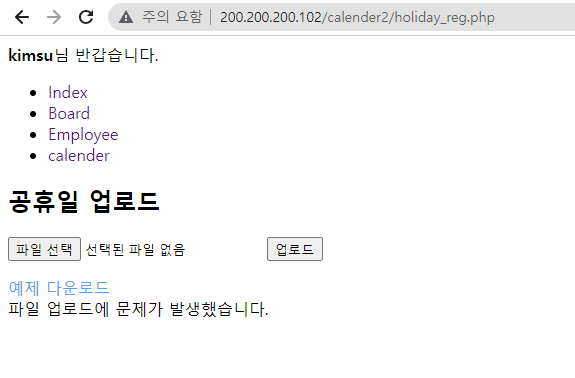 주의 요함 | 200.200.200.102/calender2/holiday_reg.php
kimsu님 반갑습니다.
Index
Board
Employee
calender
공휴일 업로드
파일 선택 선택된 파일 없음 업로드
예제 다운로드
파일 업로드에 문제가 발생했습니다.